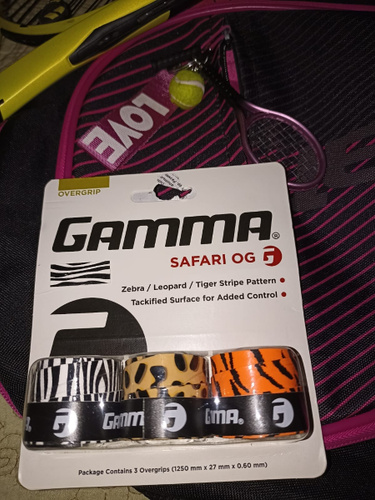 LOVE
OVERGRIP
GAMMA®
SAFARI OG
Zebra / Leopard / Tiger Stripe Pattern •
Tackified Surface for Added Control •
GAMMA
Package Contains 3 Overgrips (1250 mm x 27 mm x 0.60 mm)